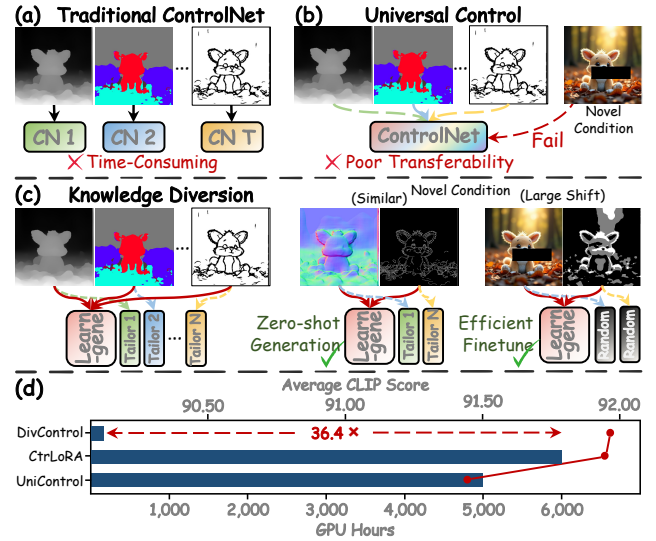 (a) Traditional ControlNet
...
CN 1
CN 2
CN T
✗ Time-Consuming
(b) Universal Control
...
Novel
Condition
ControlNet
Fail
✗ Poor Transferability
(c) Knowledge Diversion
...
Learn-
gene
Tailor 1
Tailor 2
...
Tailor N
(Similar) Novel Condition (Large Shift)
Zero-shot
Generation
Learn-
gene
Tailor 1
Tailor N
Efficient
Finetune
Learn
-gene
Random
Random
(d)
Average CLIP Score
90.50 91.00 91.50 92.00
DivControl
36.4 ×
CtrLoRA
UniControl
1,000 2,000 3,000 4,000 5,000 6,000
GPU Hours